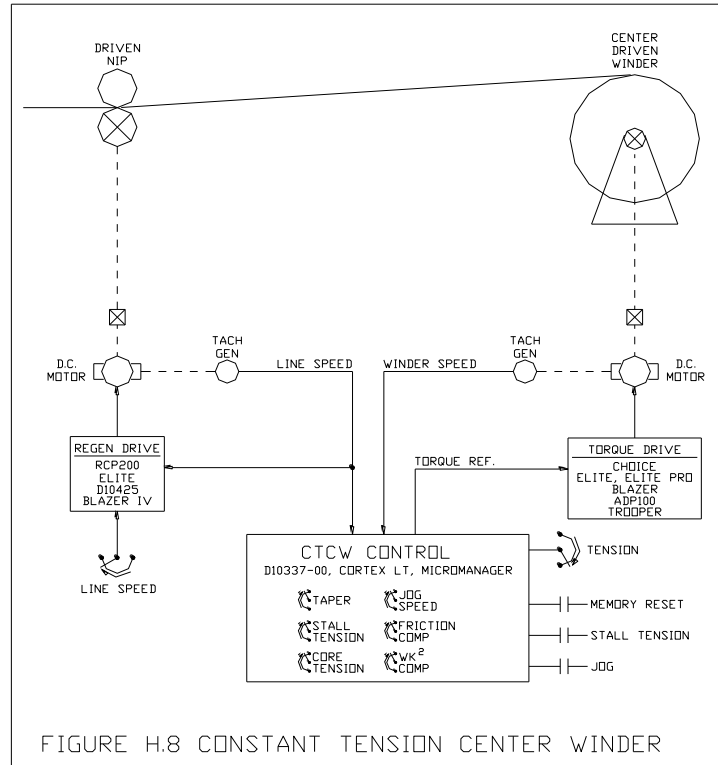 DRIVEN
NIP
CENTER
DRIVEN
WINDER
TACH
GEN
LINE SPEED
WINDER SPEED
TACH
GEN
D.C.
MOTOR
D.C.
MOTOR
REGEN DRIVE
RCP200
ELITE
D10425
BLAZER IV
TORQUE REF.
TORQUE DRIVE
CHOICE
ELITE, ELITE PRO
BLAZER
ADP100
TROOPER
LINE SPEED
CTCW CONTROL
D10337-00, CORTEX LT, MICROMANAGER
TAPER
JOG
SPEED
STALL
TENSION
FRICTION
COMP
CORE
TENSION
WK²
COMP
TENSION
MEMORY RESET
STALL TENSION
JOG
FIGURE H.8 CONSTANT TENSION CENTER WINDER